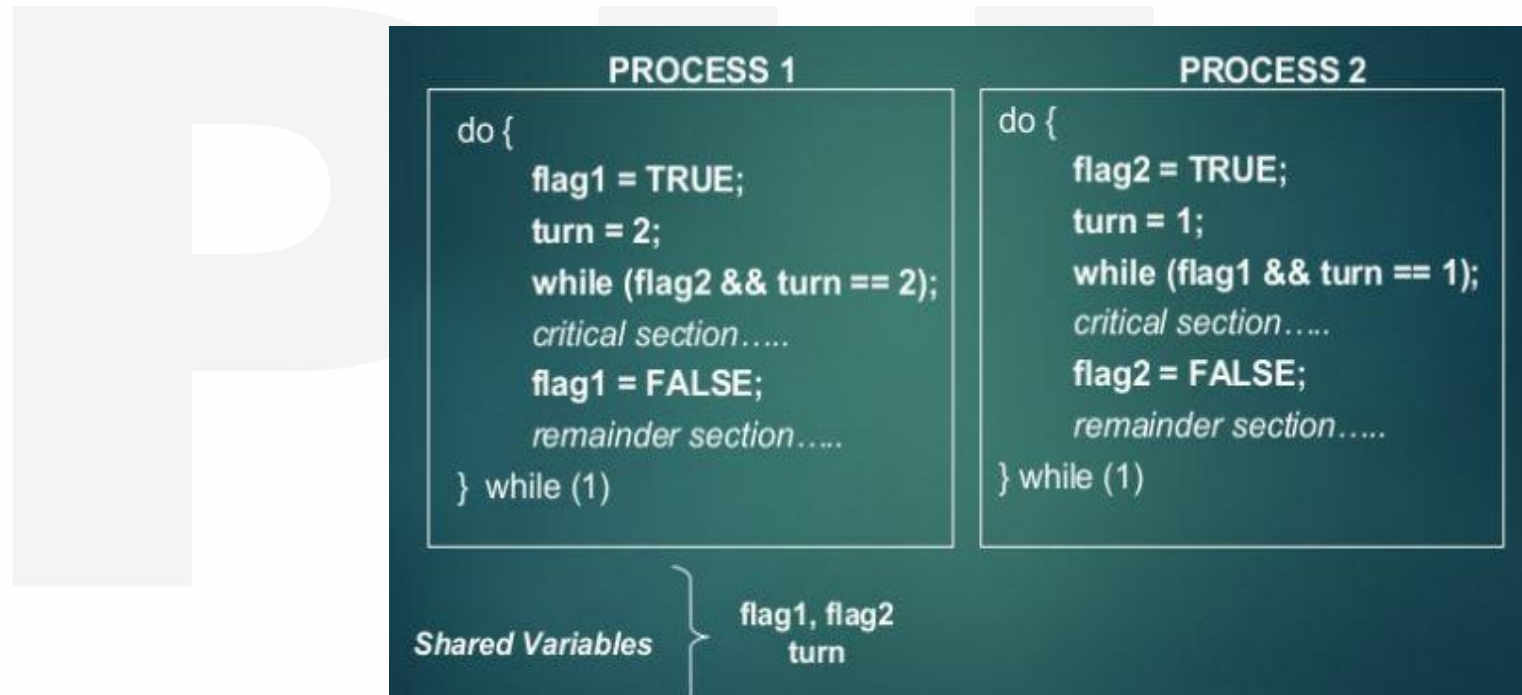 PROCESS 1
do {
flag1 = TRUE;
turn = 2;
while (flag2 && turn == 2);
critical section.....
flag1 = FALSE;
remainder section.....
} while (1)
PROCESS 2
do {
flag2 = TRUE;
turn = 1;
while (flag1 && turn == 1);
critical section.....
flag2 = FALSE;
remainder section.....
} while (1)
Shared Variables
flag1, flag2
turn